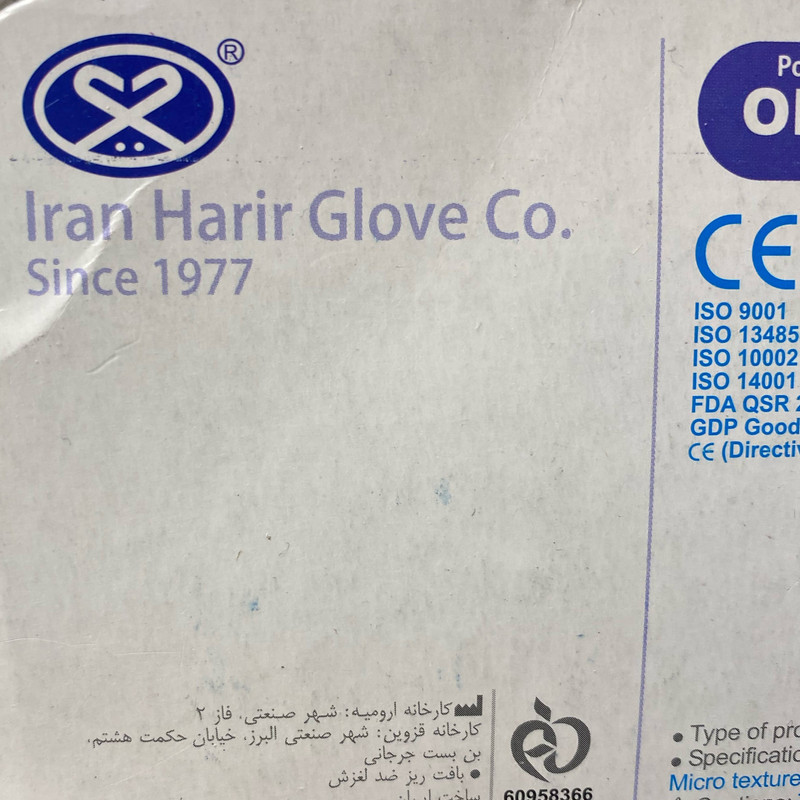 ®
Iran Harir Glove Co.
Since 1977
CE
ISO 9001
ISO 13485
ISO 10002
ISO 14001
FDA QSR
GDP Good
CE (Directiv
کارخانه ارومیه: شهر صنعتی، فاز ۲
کارخانه قزوین: شهر صنعتی البرز، خیابان حکمت هشتم،
بن بست جرجانی
• بافت ریز ضد لغزش
ساخت ایران
60958366
• Type of pro
• Specificatio
Micro texture